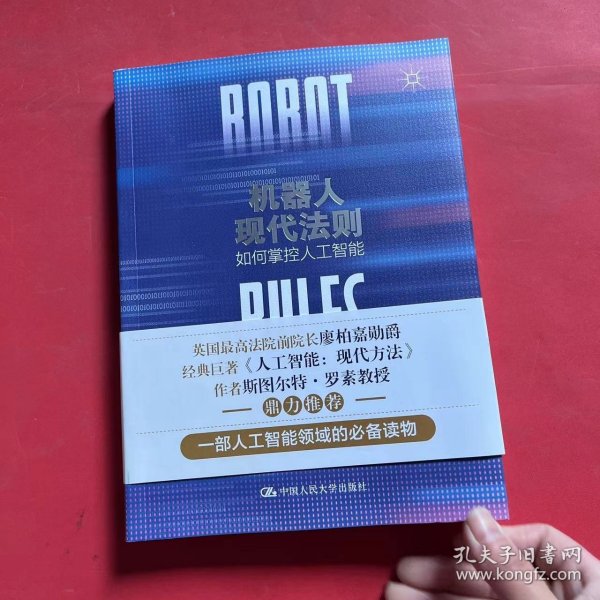 ROBOT
机器人
现代法则
如何掌控人工智能
RULES
英国最高法院前院长廖柏嘉勋爵
经典巨著《人工智能：现代方法》
作者斯图尔特·罗素教授
鼎力推荐
一部人工智能领域的必备读物
中国人民大学出版社
孔夫子旧书网
www.kongfz.com